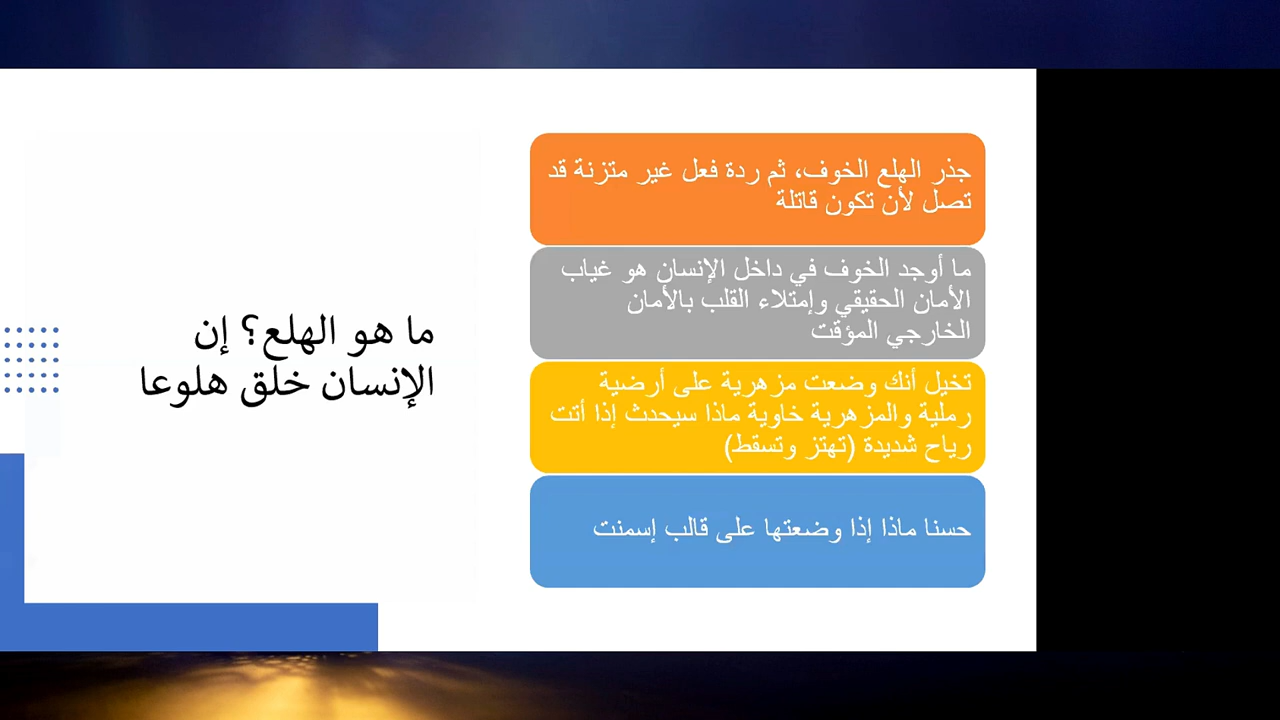 ما هو الهلع؟ إن
الإنسان خلق هلوعا
جذر الهلع الخوف، ثم ردة فعل غير متزنة قد
تصل لأن تكون قاتلة
ما أوجد الخوف في داخل الإنسان هو غياب
الأمان الحقيقي وإمتلاء القلب بالأمان
الخارجي المؤقت
تخيل أنك وضعت مزهرية على أرضية
رملية والمزهرية خاوية ماذا سيحدث إذا أتت
رياح شديدة (تهتز وتسقط)
حسنا ماذا إذا وضعتها على قالب إسمنت